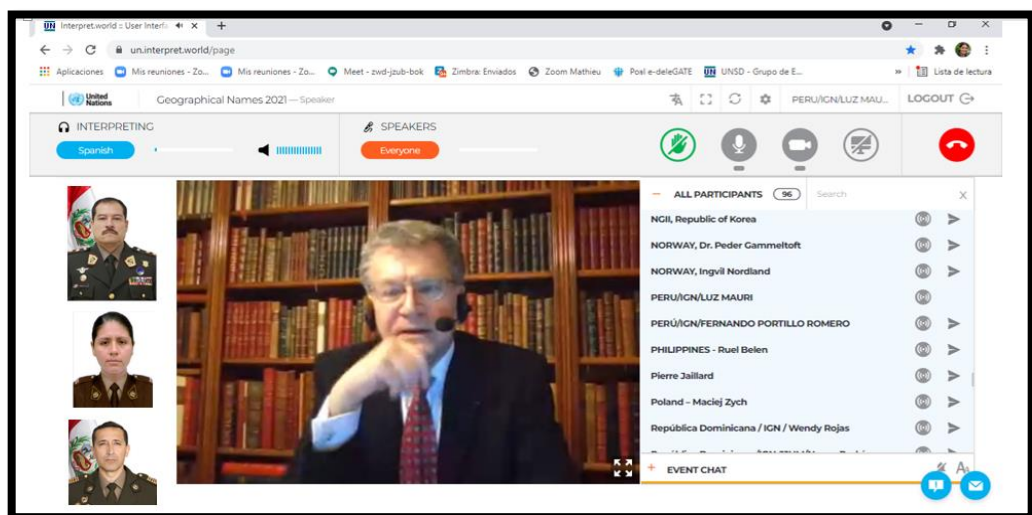 Interpret.world :: User Interfa
un.interpret.world/page
Aplicaciones
Mis reuniones - Zo...
Mis reuniones - Zo...
Meet - zwd-jzub-bok
Zimbra: Enviados
Zoom Mathieu
Posl e-deleGATE
UNSD - Grupo de E...
»
Lista de lectura
United Nations
Geographical Names 2021 — Speaker
PERU/IGN/LUZ MAU...
LOGOUT
INTERPRETING
SPEAKERS
Spanish
Everyone
ALL PARTICIPANTS 96 Search X
NGII, Republic of Korea
NORWAY, Dr. Peder Gammeltoft
NORWAY, Ingvil Nordland
PERU/IGN/LUZ MAURI
PERÚ/IGN/FERNANDO PORTILLO ROMERO
PHILIPPINES - Ruel Belen
Pierre Jaillard
Poland – Maciej Zych
República Dominicana / IGN / Wendy Rojas
+ EVENT CHAT